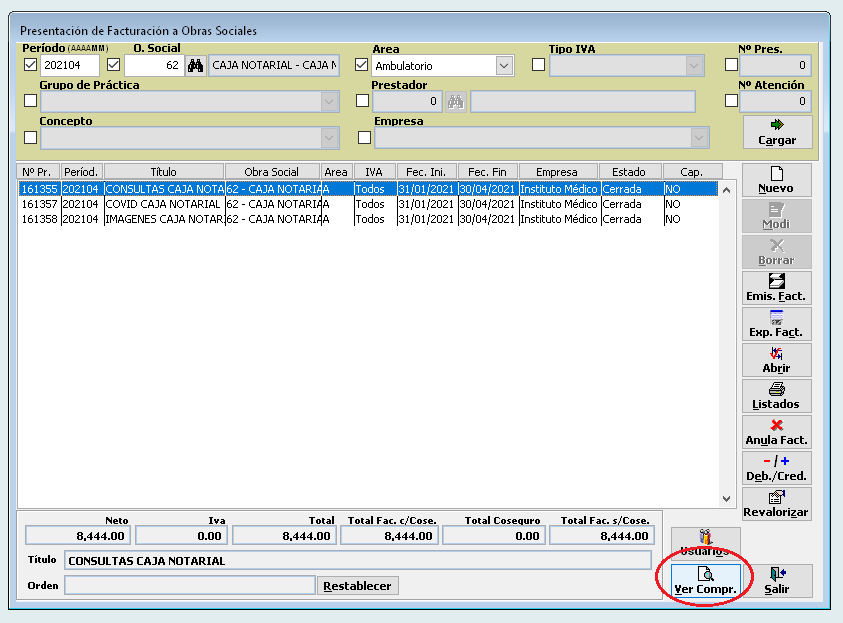 Presentación de Facturación a Obras Sociales
Período (AAAAMM) O. Social Area Tipo IVA Nº Pres.
202104 62 CAJA NOTARIAL - CAJA N Ambulatorio 0
Grupo de Práctica Prestador Nº Atención
0 0
Concepto Empresa
Cargar
Nº Pr. Períod. Título Obra Social Area IVA Fec. Ini. Fec. Fin Empresa Estado Cap.
161355 202104 CONSULTAS CAJA NOTA 62 - CAJA NOTARIA A Todos 31/01/2021 30/04/2021 Instituto Médico Cerrada NO
161357 202104 COVID CAJA NOTARIAL 62 - CAJA NOTARIA A Todos 31/01/2021 30/04/2021 Instituto Médico Cerrada NO
161358 202104 IMAGENES CAJA NOTAR 62 - CAJA NOTARIA A Todos 31/01/2021 30/04/2021 Instituto Médico Cerrada NO
Nuevo
Modi
Borrar
Emis. Fact.
Exp. Fact.
Abrir
Listados
Anula Fact.
- / +
Deb./Cred.
Revalorizar
Neto Iva Total Total Fac. c/Cose. Total Coseguro Total Fac. s/Cose.
8,444.00 0.00 8,444.00 8,444.00 0.00 8,444.00
Usuarios
Título CONSULTAS CAJA NOTARIAL
Orden Restablecer
Ver Compr.
Salir